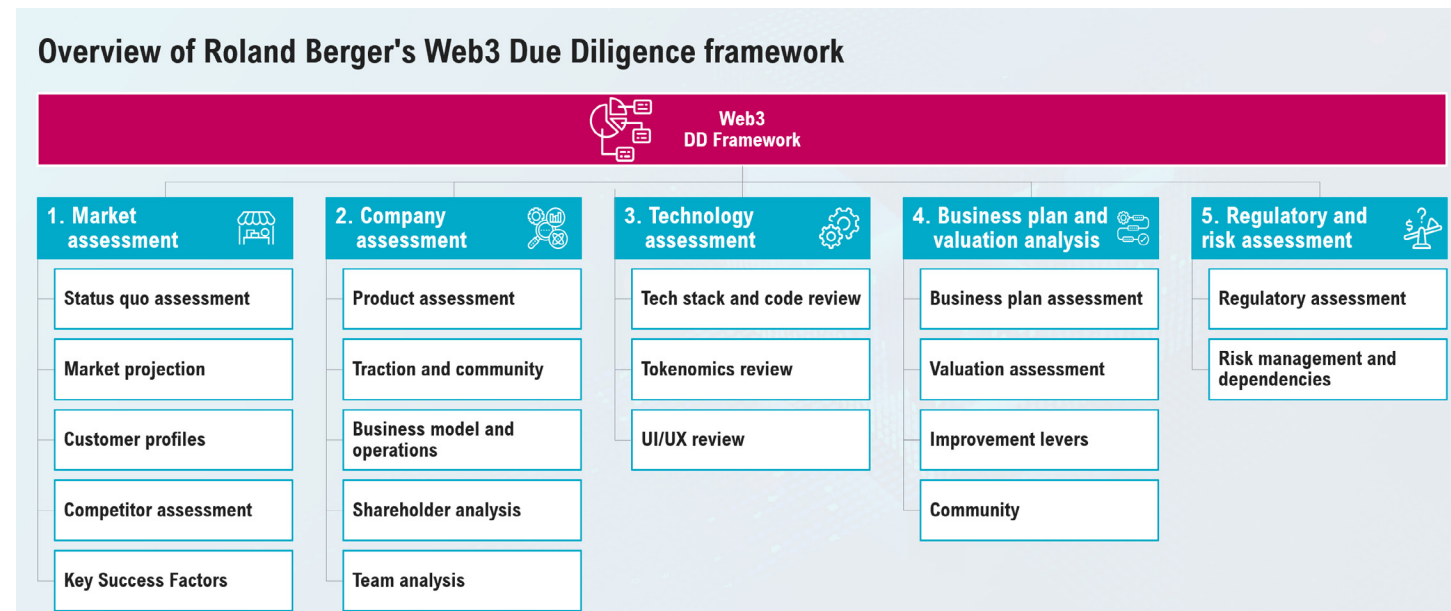 Overview of Roland Berger's Web3 Due Diligence framework
Web3
DD Framework
1. Market
assessment
Status quo assessment
Market projection
Customer profiles
Competitor assessment
Key Success Factors
2. Company
assessment
Product assessment
Traction and community
Business model and
operations
Shareholder analysis
Team analysis
3. Technology
assessment
Tech stack and code review
Tokenomics review
UI/UX review
4. Business plan and
valuation analysis
Business plan assessment
Valuation assessment
Improvement levers
Community
5. Regulatory and
risk assessment
Regulatory assessment
Risk management and
dependencies